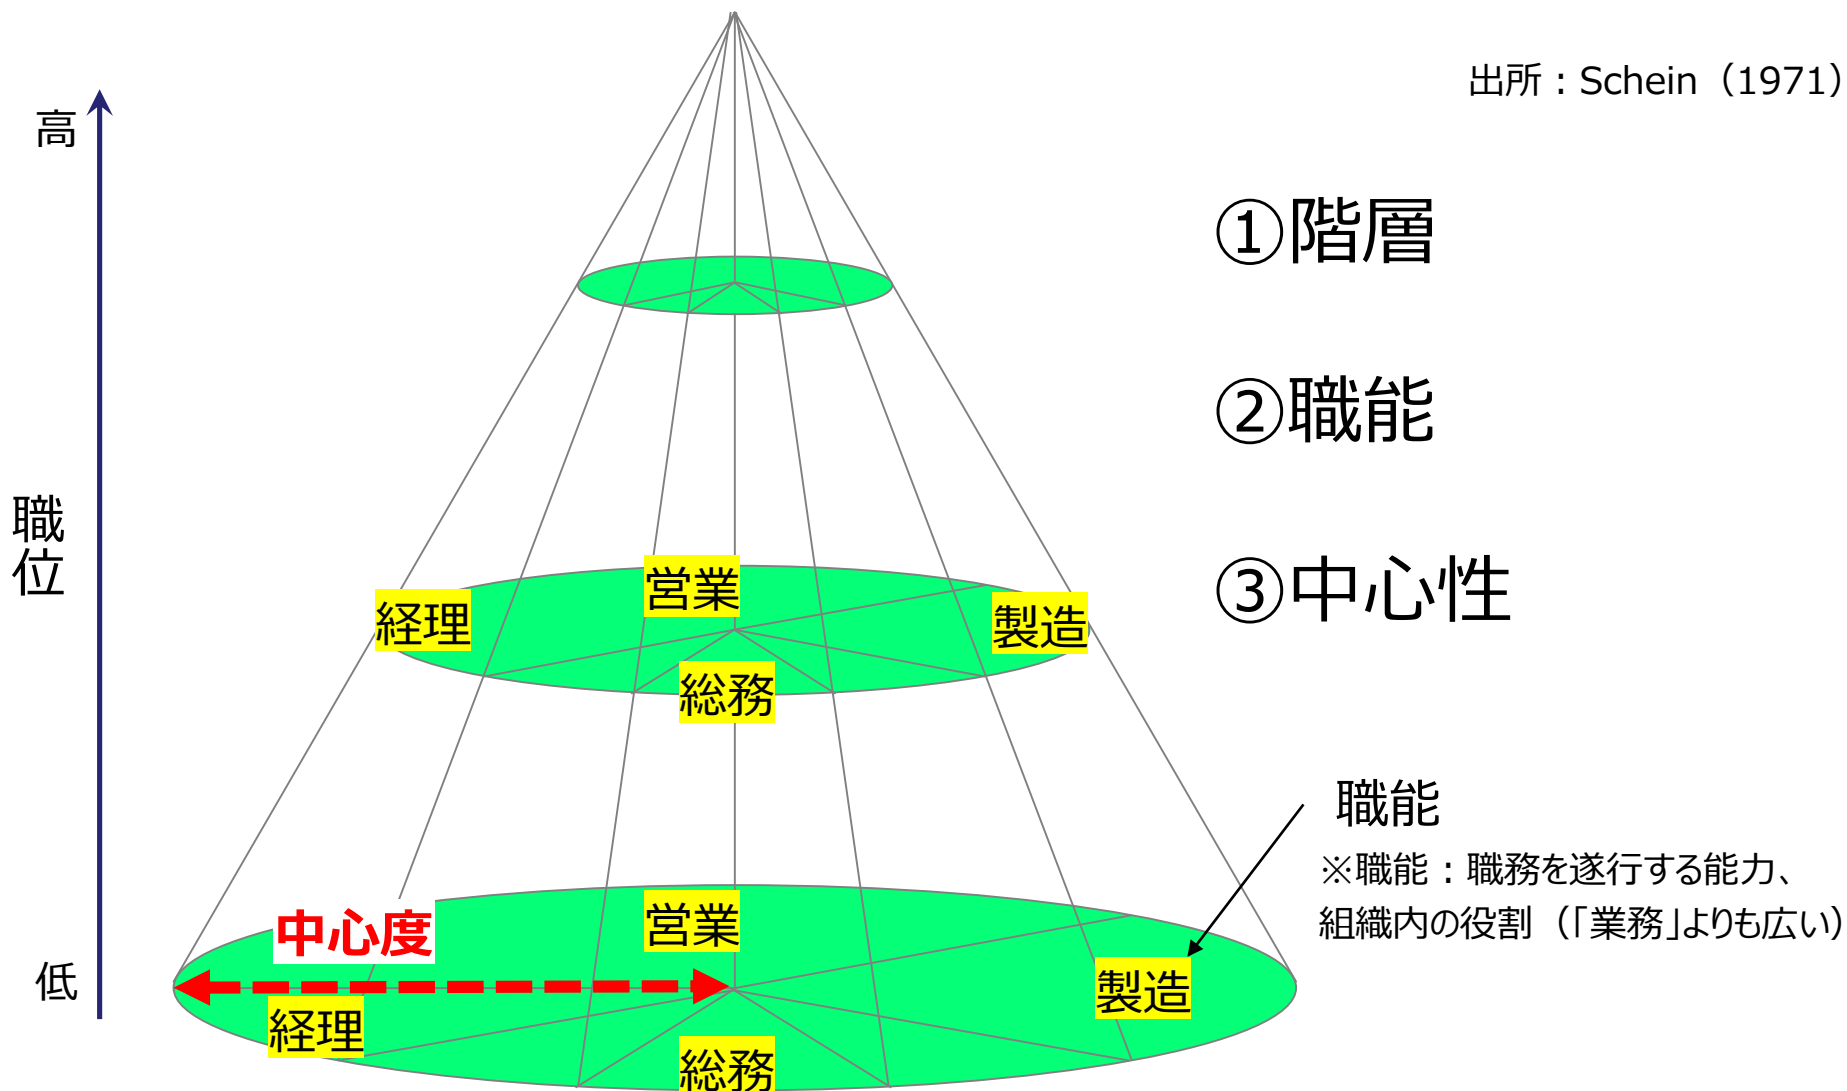 出所：Schein（1971）
高
①階層
②職能
職位
③中心性
営業
経理
製造
総務
職能
※職能：職務を遂行する能力、
組織内の役割（「業務」よりも広い）
中心度
営業
低
製造
経理
総務